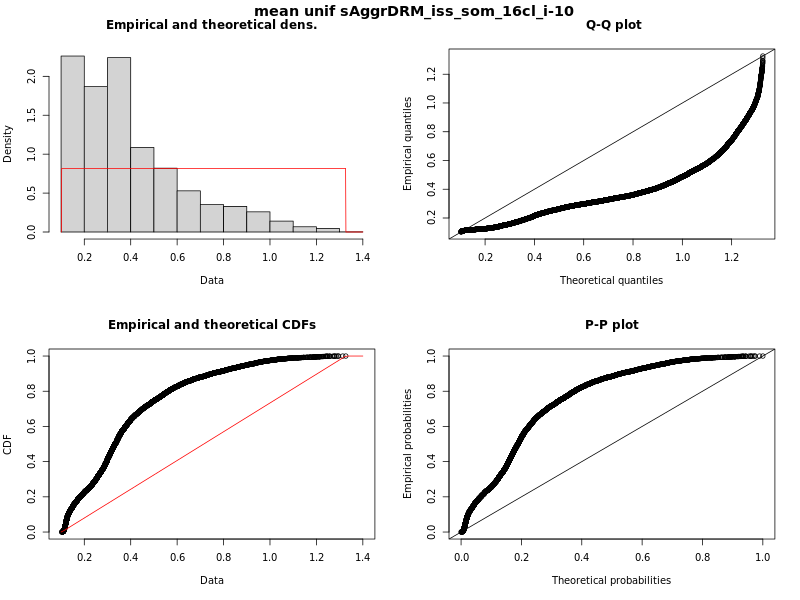 mean unif sAggrDRM_iss_som_16cl_i-10
Empirical and theoretical dens.
Density
0.0 0.5 1.0 1.5 2.0
0.2 0.4 0.6 0.8 1.0 1.2 1.4
Data
Q-Q plot
Empirical quantiles
0.2 0.4 0.6 0.8 1.0 1.2
0.2 0.4 0.6 0.8 1.0 1.2
Theoretical quantiles
Empirical and theoretical CDFs
CDF
0.0 0.2 0.4 0.6 0.8 1.0
0.2 0.4 0.6 0.8 1.0 1.2 1.4
Data
P-P plot
Empirical probabilities
0.0 0.2 0.4 0.6 0.8 1.0
0.0 0.2 0.4 0.6 0.8 1.0
Theoretical probabilities